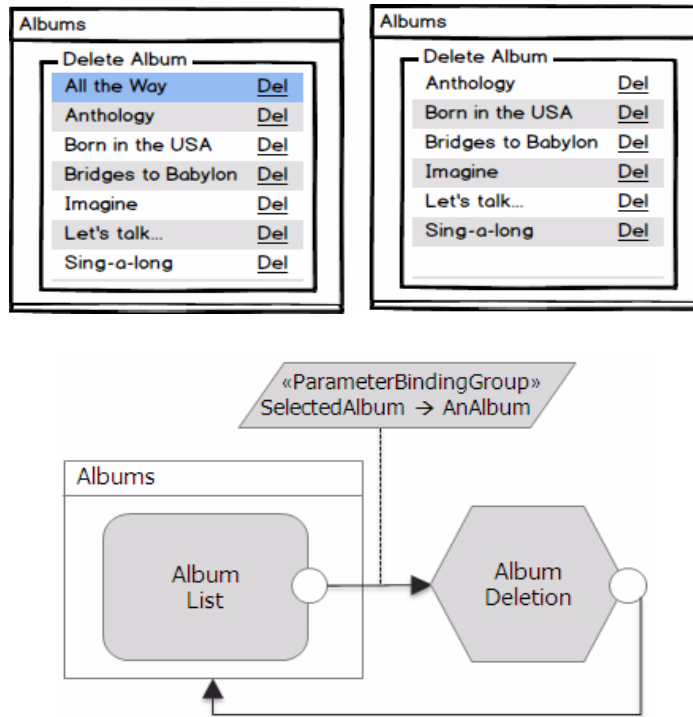 Albums
Delete Album
All the Way Del
Anthology Del
Born in the USA Del
Bridges to Babylon Del
Imagine Del
Let's talk... Del
Sing-a-long Del
Albums
Delete Album
Anthology Del
Born in the USA Del
Bridges to Babylon Del
Imagine Del
Let's talk... Del
Sing-a-long Del
«ParameterBindingGroup»
SelectedAlbum → AnAlbum
Albums
Album
List
Album
Deletion